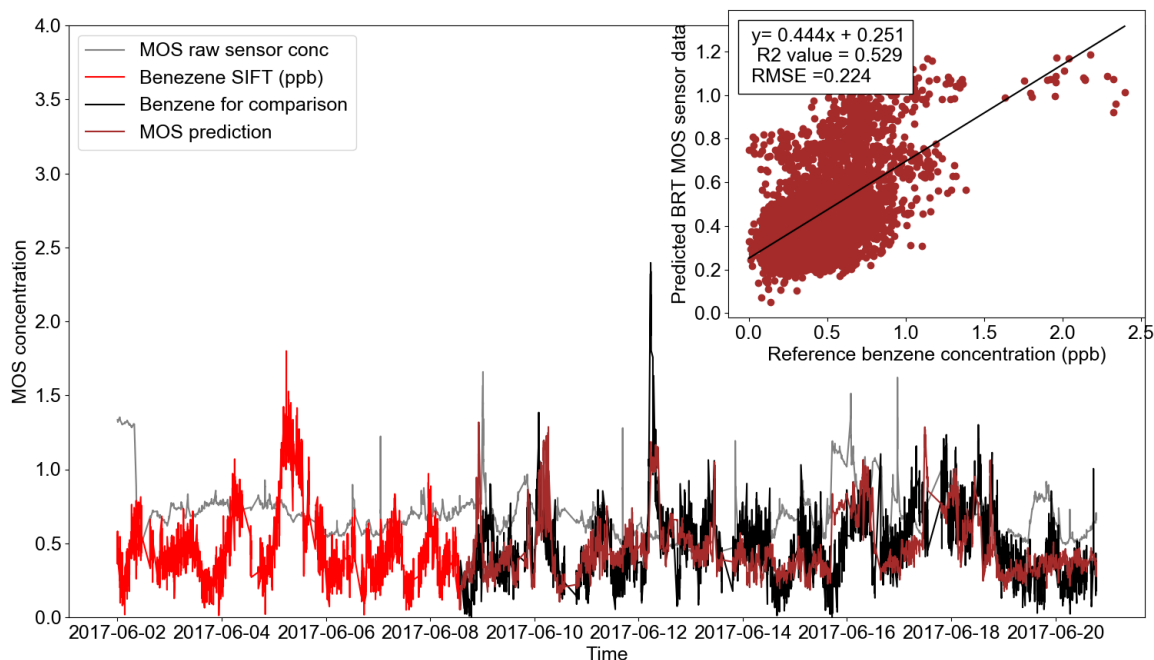 4.0
3.5
3.0
2.5
2.0
1.5
1.0
0.5
0.0
MOS concentration
MOS raw sensor conc
Benezene SIFT (ppb)
Benzene for comparison
MOS prediction
2017-06-02 2017-06-04 2017-06-06 2017-06-08 2017-06-10 2017-06-12 2017-06-14 2017-06-16 2017-06-18 2017-06-20
Time
Predicted BRT MOS sensor data
1.2
1.0
0.8
0.6
0.4
0.2
0.0
y= 0.444x + 0.251
R2 value = 0.529
RMSE =0.224
0.0 0.5 1.0 1.5 2.0 2.5
Reference benzene concentration (ppb)